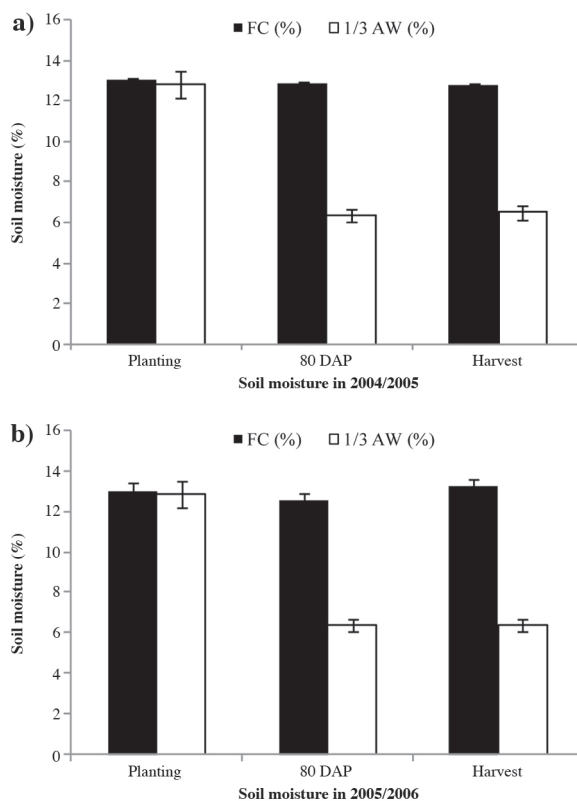 a)
FC (%) 1/3 AW (%)
Soil moisture (%)
16
14
12
10
8
6
4
2
0
Planting 80 DAP Harvest
Soil moisture in 2004/2005
b)
FC (%) 1/3 AW (%)
Soil moisture (%)
16
14
12
10
8
6
4
2
0
Planting 80 DAP Harvest
Soil moisture in 2005/2006